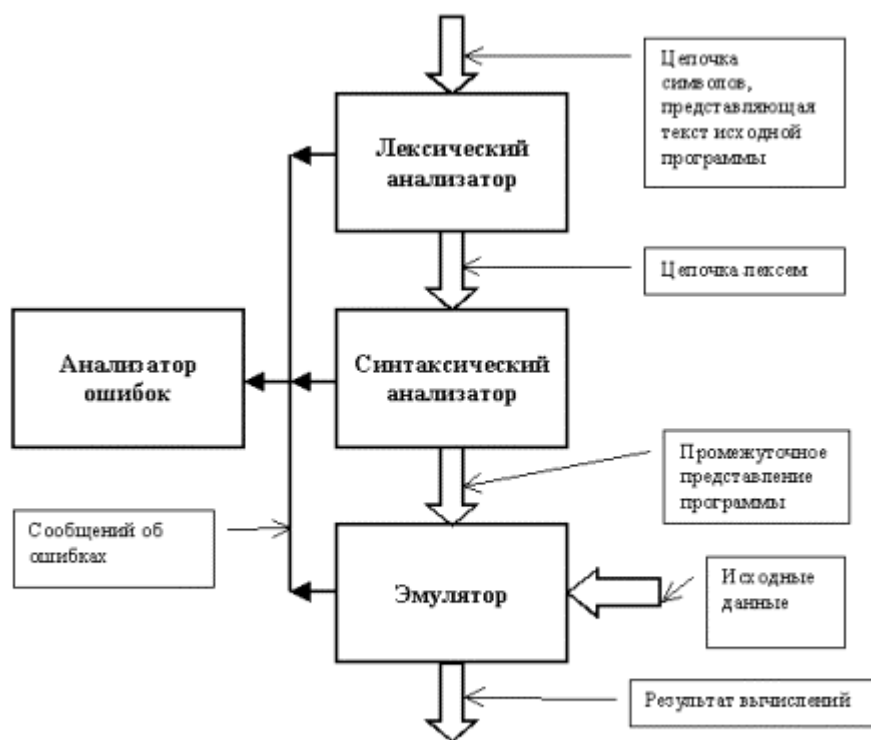 Цепочка
символов,
представляющая
текст исходной
программы
Лексический
анализатор
Цепочка лексем
Анализатор
ошибок
Синтаксический
анализатор
Промежуточное
представление
программы
Сообщений об
ошибках
Эмулятор
Исходные
данные
Результат вычислений